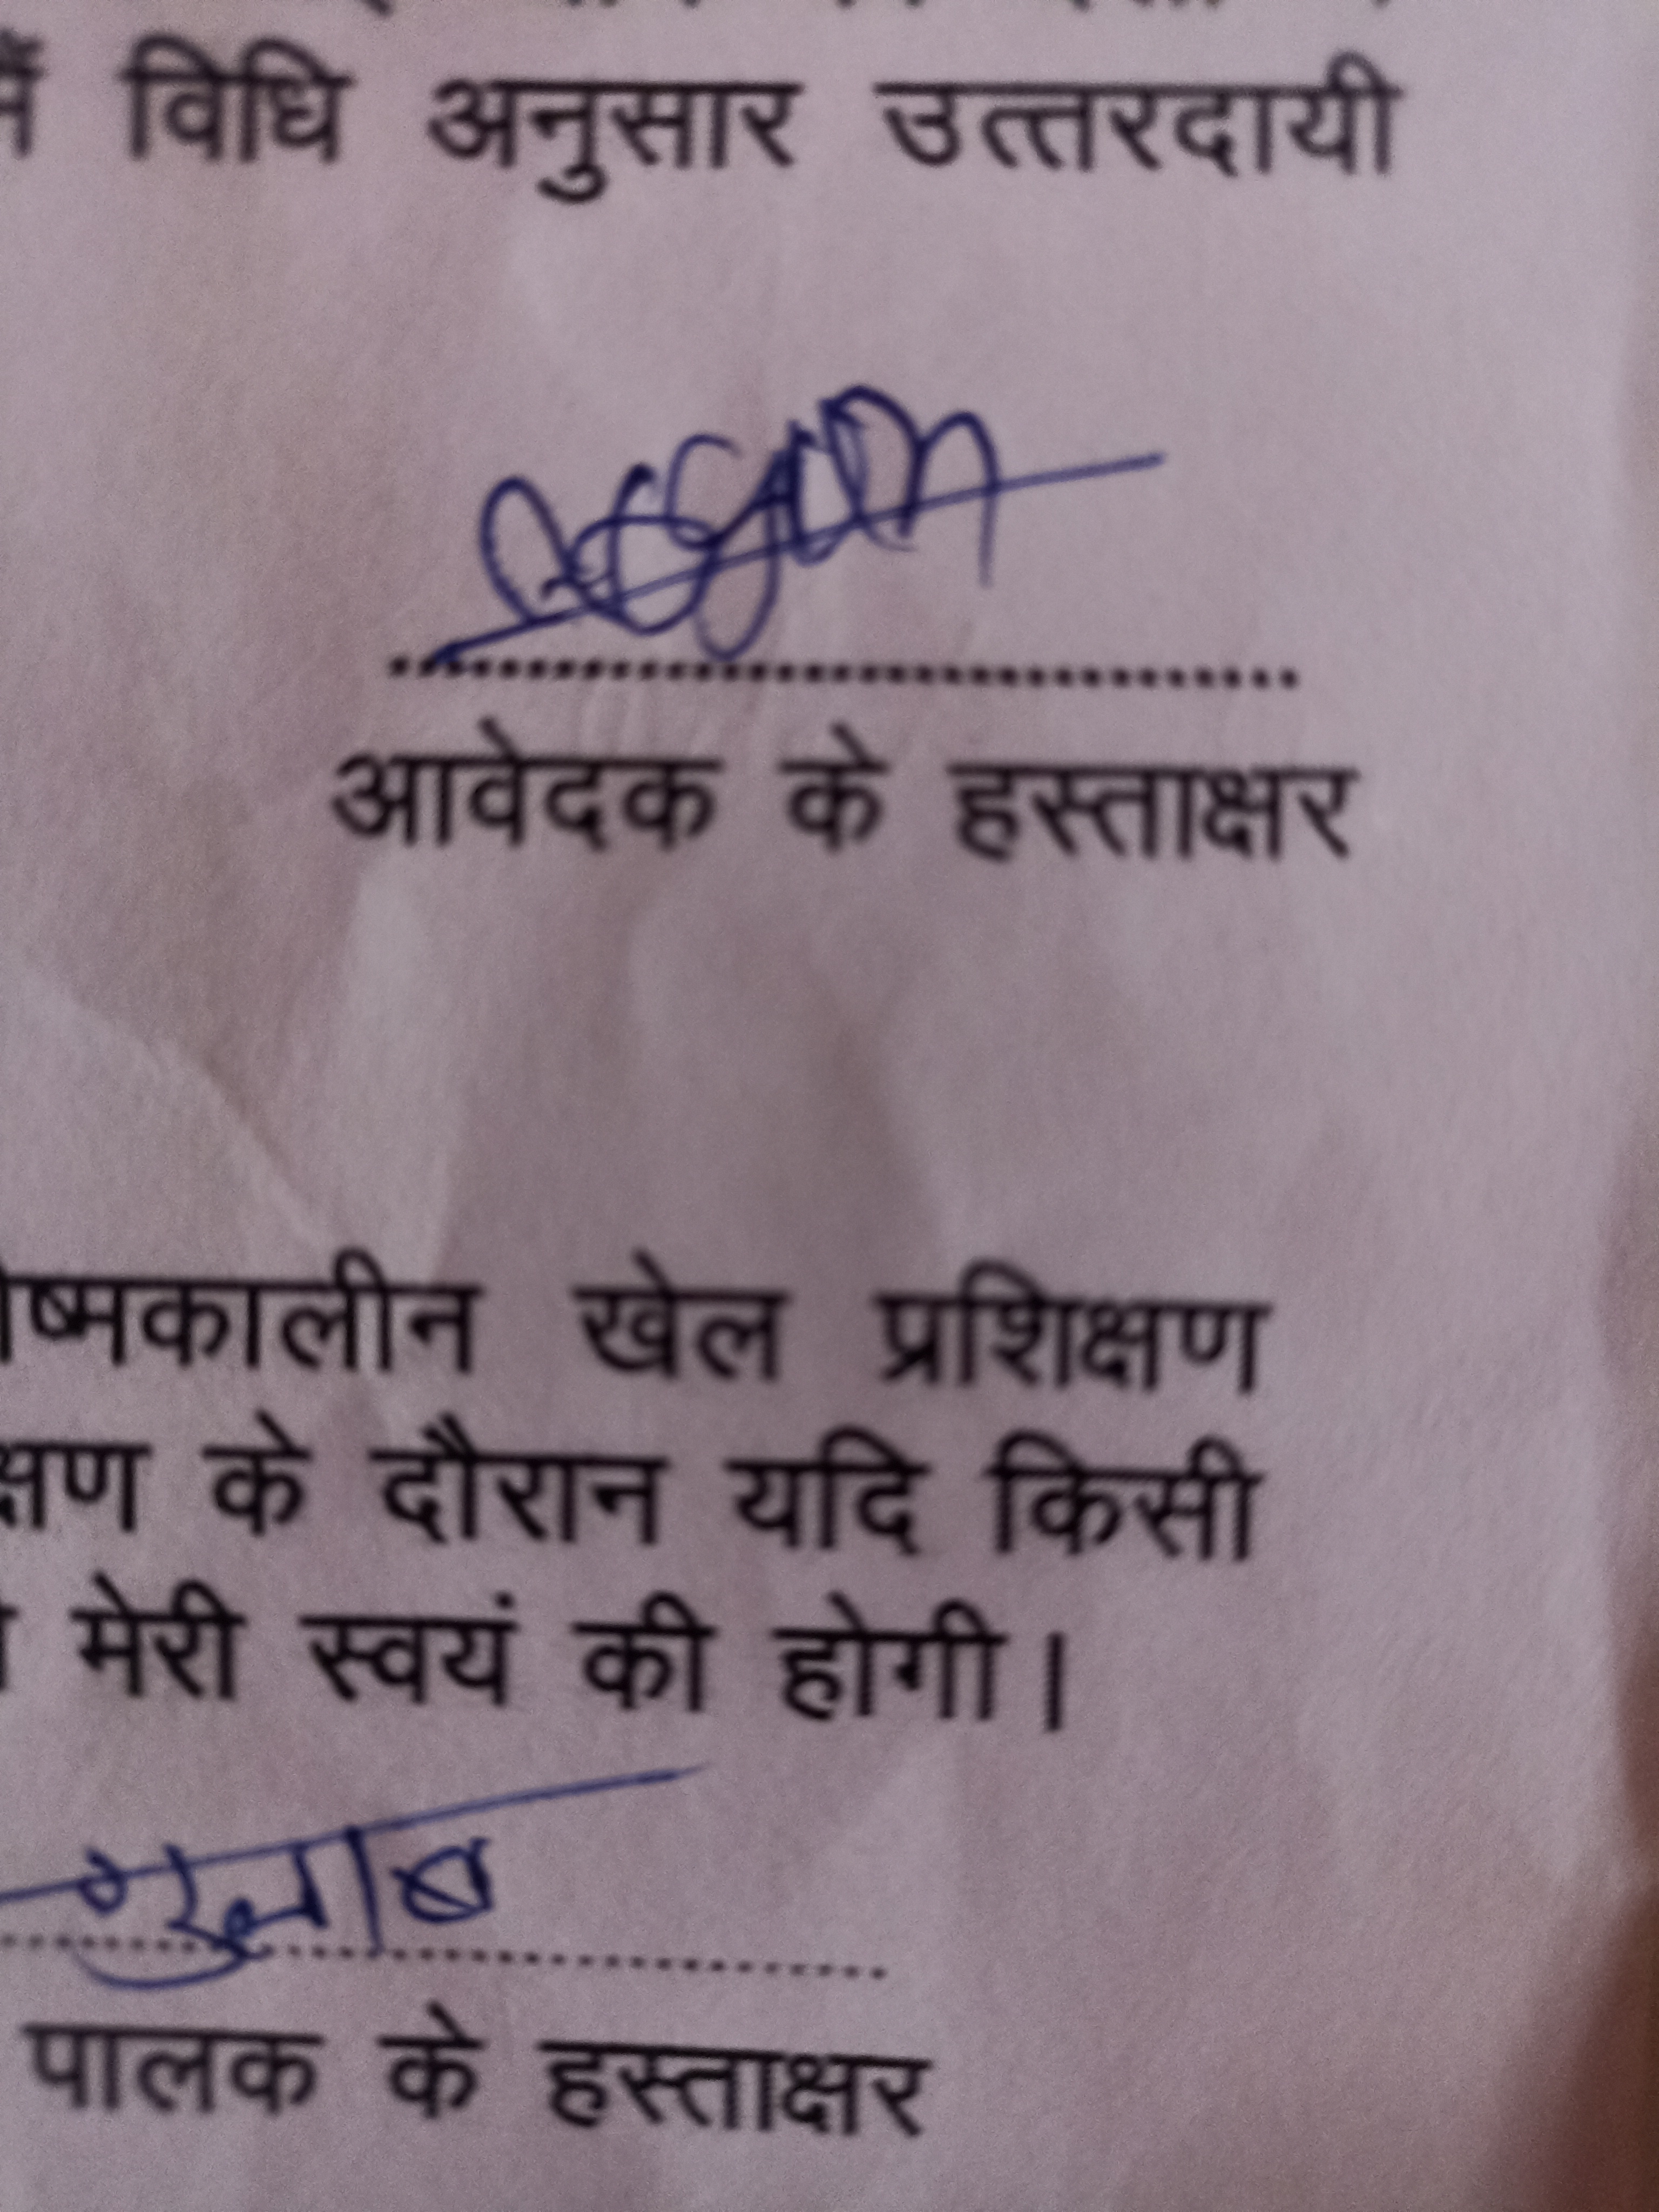 में विधि अनुसार उत्तरदायी
आवेदक के हस्ताक्षर
खेल प्रशिक्षण
के दौरान यदि किसी
मेरी स्वयं की होगी।
गुलाब
पालक के हस्ताक्षर